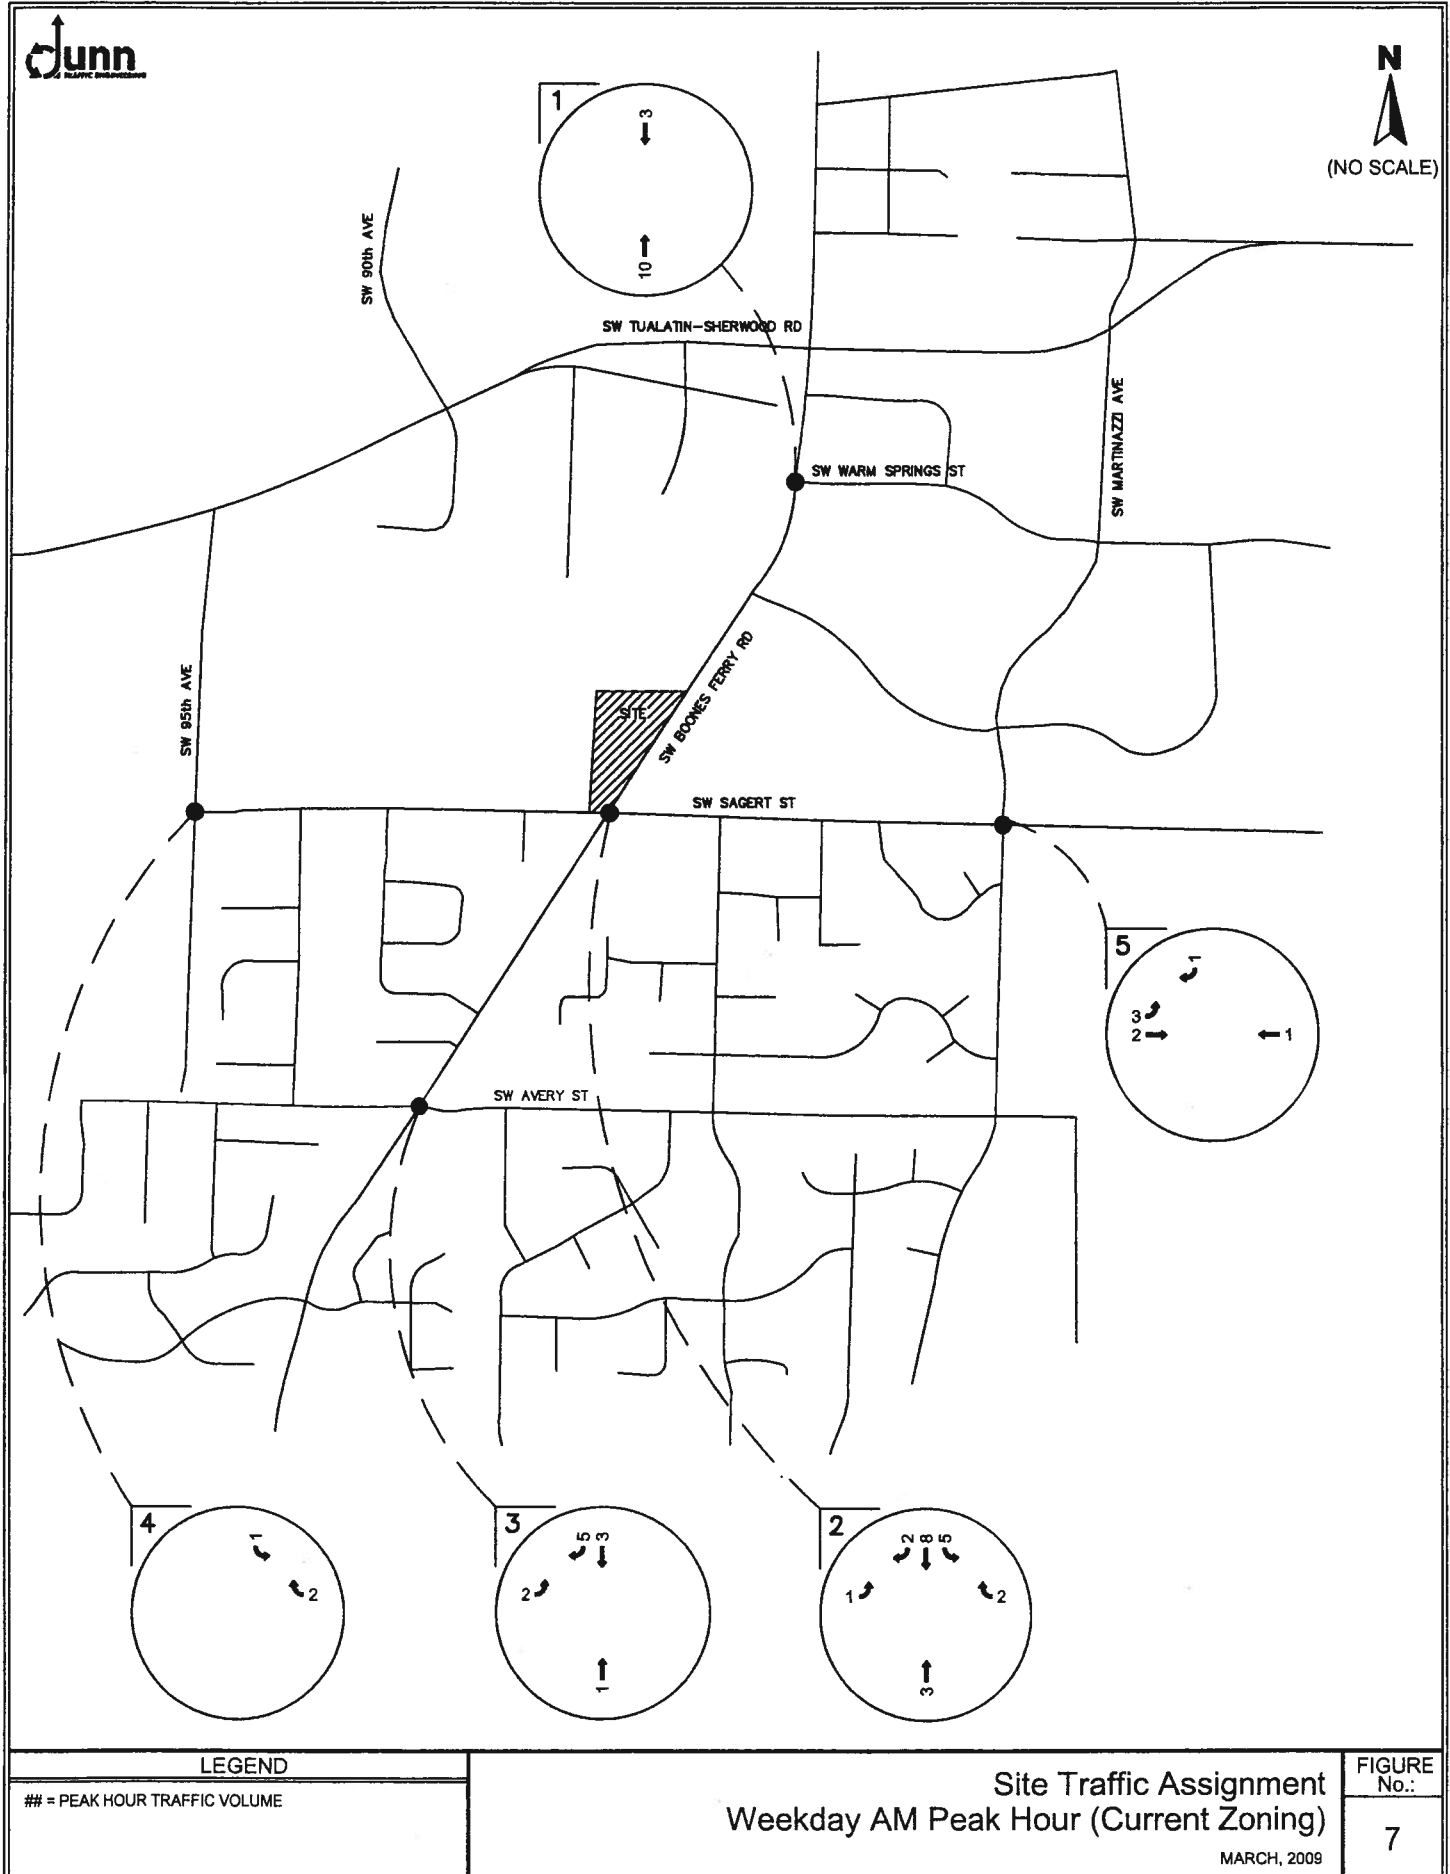 dunn
TRAFFIC ENGINEERING
N
(NO SCALE)
1
3
10
SW 90th AVE
SW TUALATIN-SHERWOOD RD
SW WARM SPRINGS ST
SW MARTINAZZI AVE
SW BOONES FERRY RD
SITE
SW 95th AVE
SW SAGERT ST
5
1
3
2
1
SW AVERY ST
4
1
2
3
5 3
2
1
2
2 8 5
1
2
3
LEGEND
## = PEAK HOUR TRAFFIC VOLUME
Site Traffic Assignment
Weekday AM Peak Hour (Current Zoning)
MARCH, 2009
FIGURE
No.:
7